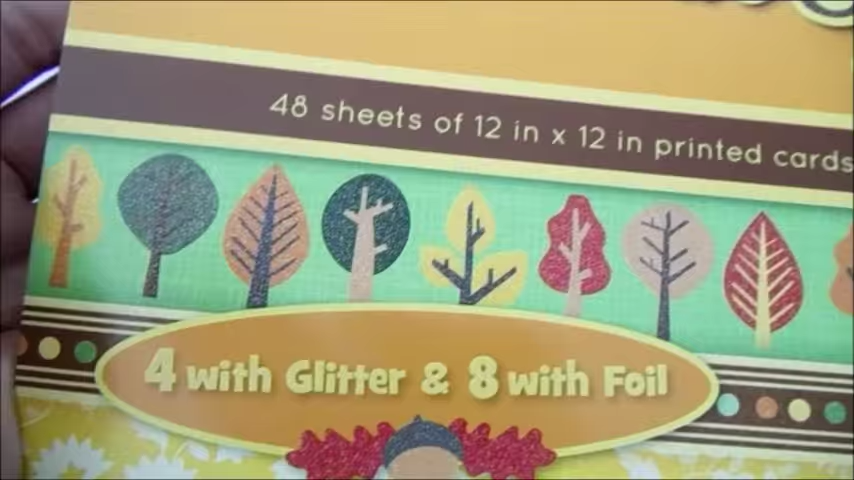 48 sheets of 12 in x 12 in printed cards
4 with Glitter & 8 with Foil